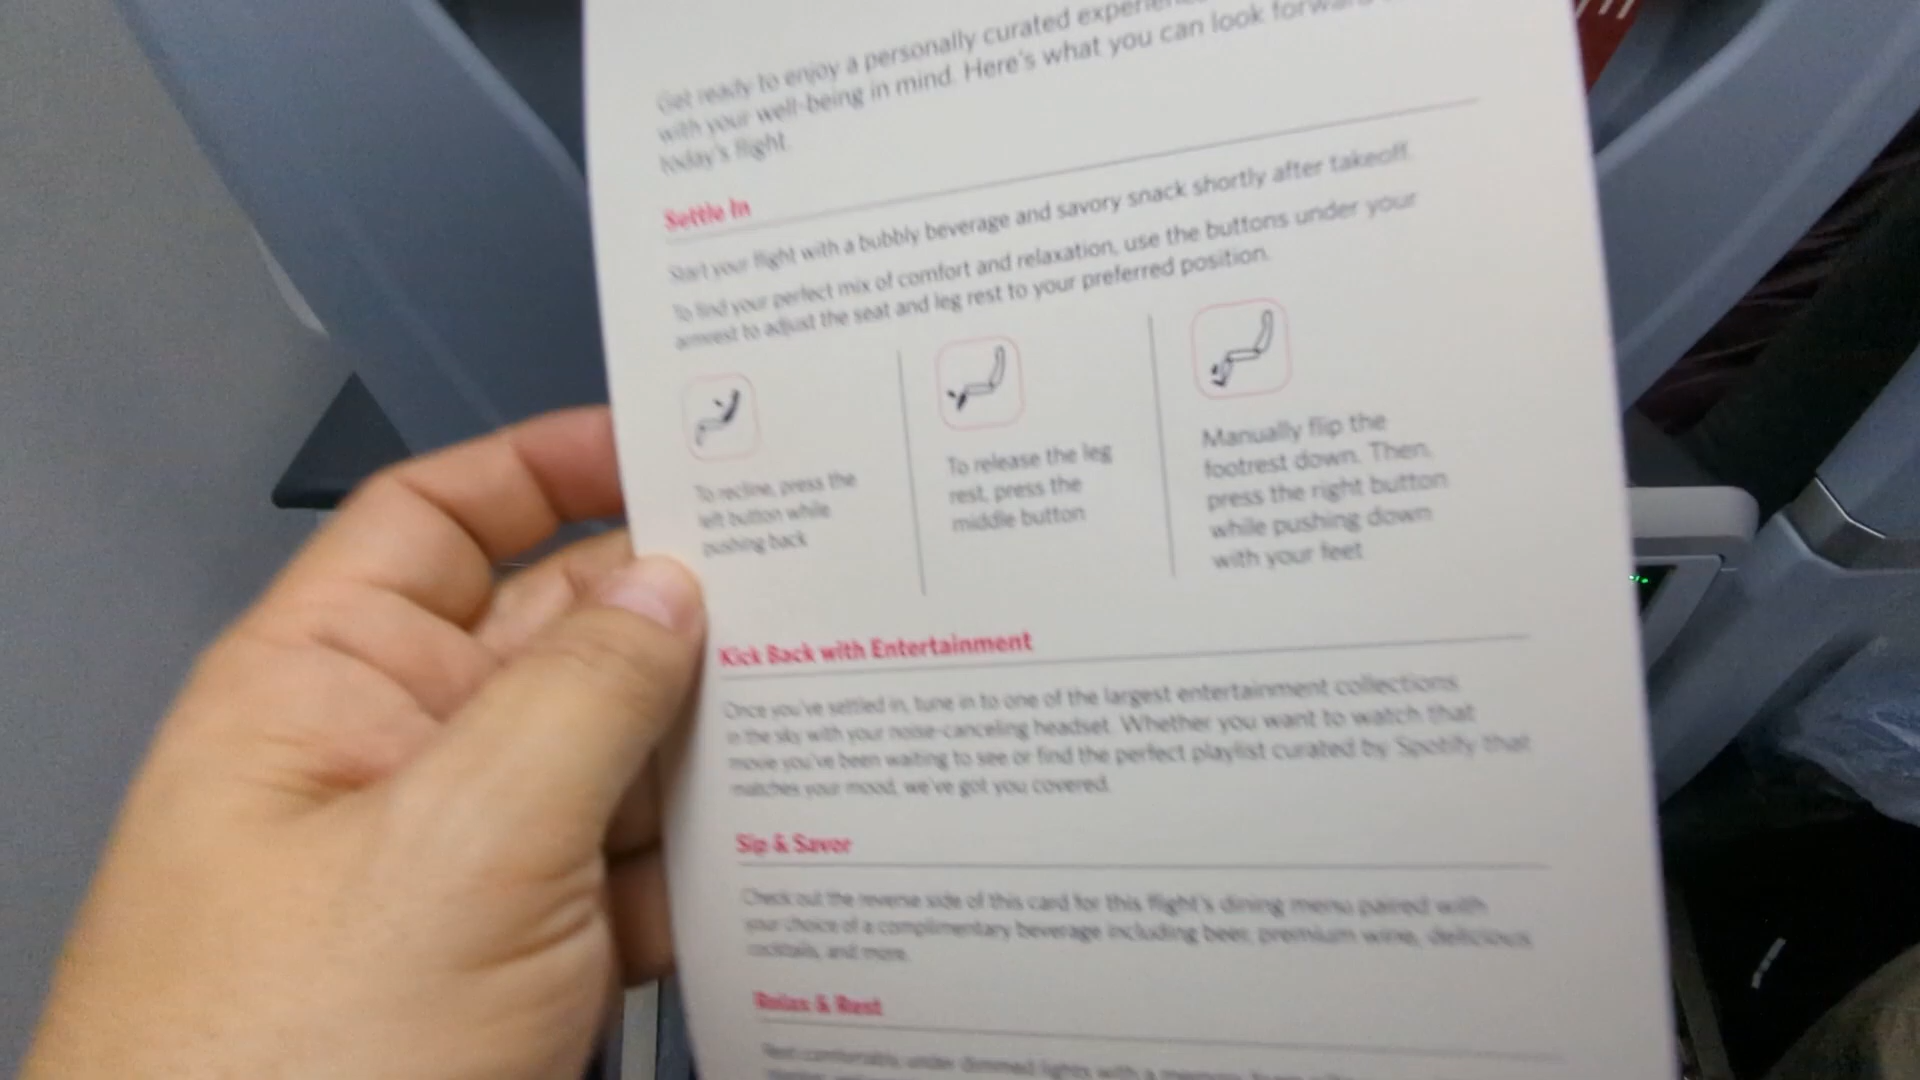 Get ready to enjoy a personally curated
with your well-being in mind. Here's what you can look forward
today's flight.
Settle In
Start your flight with a bubbly beverage and savory snack shortly after takeoff.
To find your perfect mix of comfort and relaxation, use the buttons under your
armrest to adjust the seat and leg rest to your preferred position.
To recline, press the
left button while
pushing back
To release the leg
rest, press the
middle button
Manually flip the
footrest down. Then,
press the right button
while pushing down
with your feet
Kick Back with Entertainment
Once you've settled in, tune in to one of the largest entertainment collections
in the sky with your noise-canceling headset. Whether you want to watch that
movie you've been waiting to see or find the perfect playlist curated by Spotify that
matches your mood, we've got you covered.
Sip & Savor
Check out the reverse side of this card for this flight's dining menu paired with
your choice of a complimentary beverage including beer, premium wine, delicious
cocktails, and more.
Relax & Rest
Rest comfortably under dimmed lights with a